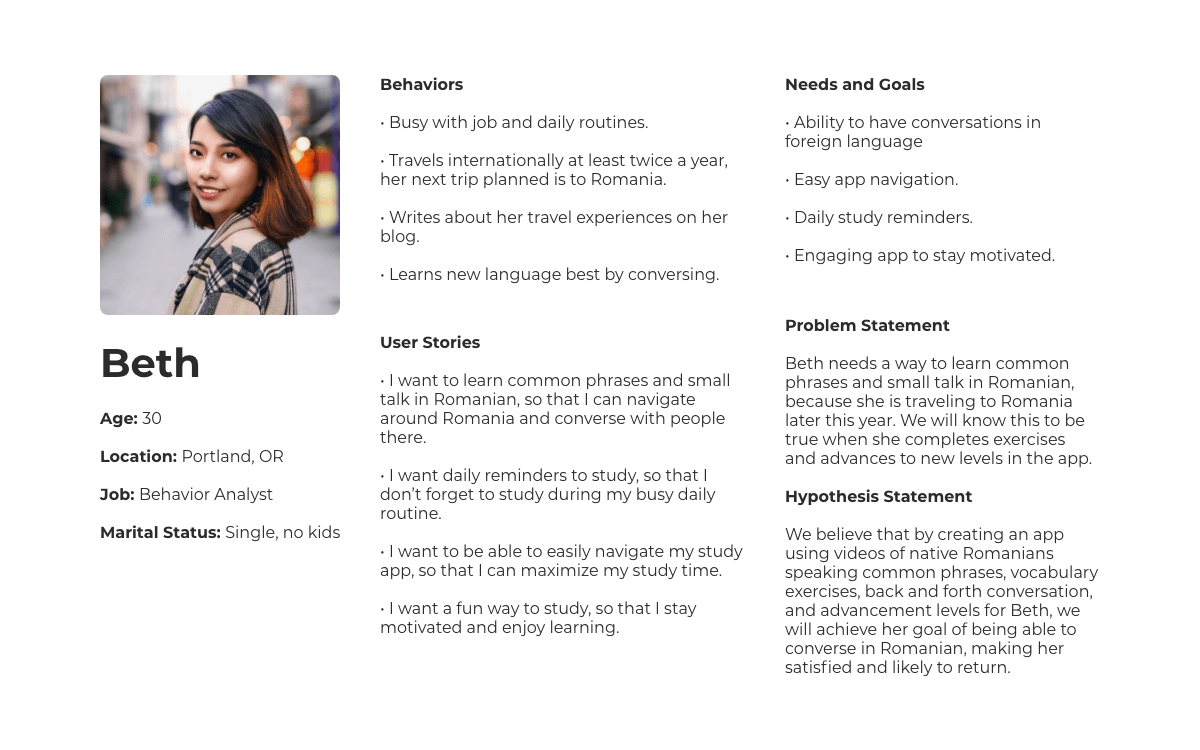 Beth
Age: 30
Location: Portland, OR
Job: Behavior Analyst
Marital Status: Single, no kids
Behaviors
• Busy with job and daily routines.
• Travels internationally at least twice a year,
her next trip planned is to Romania.
• Writes about her travel experiences on her
blog.
• Learns new language best by conversing.
User Stories
• I want to learn common phrases and small
talk in Romanian, so that I can navigate
around Romania and converse with people
there.
• I want daily reminders to study, so that I
don’t forget to study during my busy daily
routine.
• I want to be able to easily navigate my study
app, so that I can maximize my study time.
• I want a fun way to study, so that I stay
motivated and enjoy learning.
Needs and Goals
• Ability to have conversations in
foreign language
• Easy app navigation.
• Daily study reminders.
• Engaging app to stay motivated.
Problem Statement
Beth needs a way to learn common
phrases and small talk in Romanian,
because she is traveling to Romania
later this year. We will know this to be
true when she completes exercises
and advances to new levels in the app.
Hypothesis Statement
We believe that by creating an app
using videos of native Romanians
speaking common phrases, vocabulary
exercises, back and forth conversation,
and advancement levels for Beth, we
will achieve her goal of being able to
converse in Romanian, making her
satisfied and likely to return.